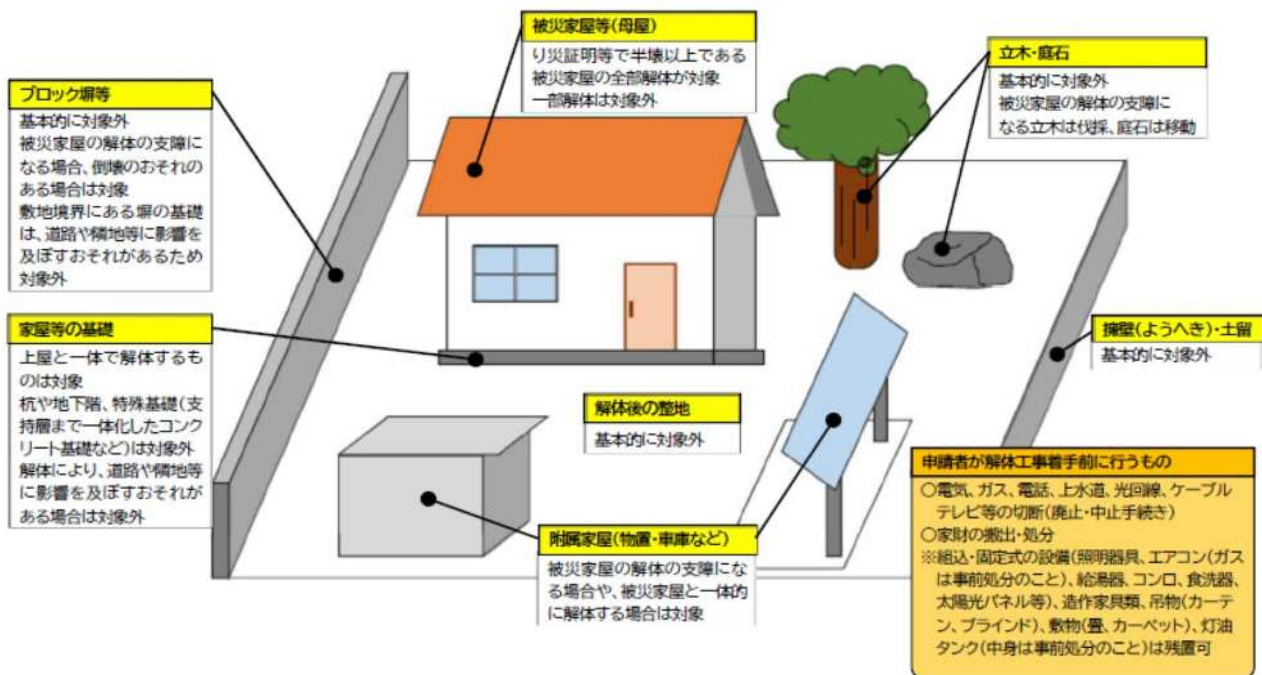 被災家屋等(母屋)
り災証明等で半壊以上である
被災家屋の全部解体が対象
一部解体は対象外
立木・庭石
基本的に対象外
被災家屋の解体の支障に
なる立木は伐採、庭石は移動
ブロック塀等
基本的に対象外
被災家屋の解体の支障に
なる場合、倒壊のおそれの
ある場合は対象
敷地境界にある塀の基礎
は、道路や隣地等に影響を
及ぼすおそれがあるため
対象外
家屋等の基礎
上屋と一体で解体するも
のは対象
杭や地下階、特殊基礎(支
持層まで一体化したコンク
リート基礎など)は対象外
解体により、道路や隣地等
に影響を及ぼすおそれが
ある場合は対象外
擁壁(ようへき)・土留
基本的に対象外
解体後の整地
基本的に対象外
附属家屋(物置・車庫など)
被災家屋の解体の支障にな
る場合や、被災家屋と一体的
に解体する場合は対象
申請者が解体工事着手前に行うもの
○電気、ガス、電話、上水道、光回線、ケーブル
テレビ等の切断(廃止・中止手続き)
○家財の搬出・処分
※組込・固定式の設備(照明器具、エアコン(ガス
は事前処分のこと)、給湯器、コンロ、食洗器、
太陽光パネル等)、造作家具類、吊物(カーテ
ン、ブラインド)、敷物(畳、カーペット)、灯油
タンク(中身は事前処分のこと)は残置可